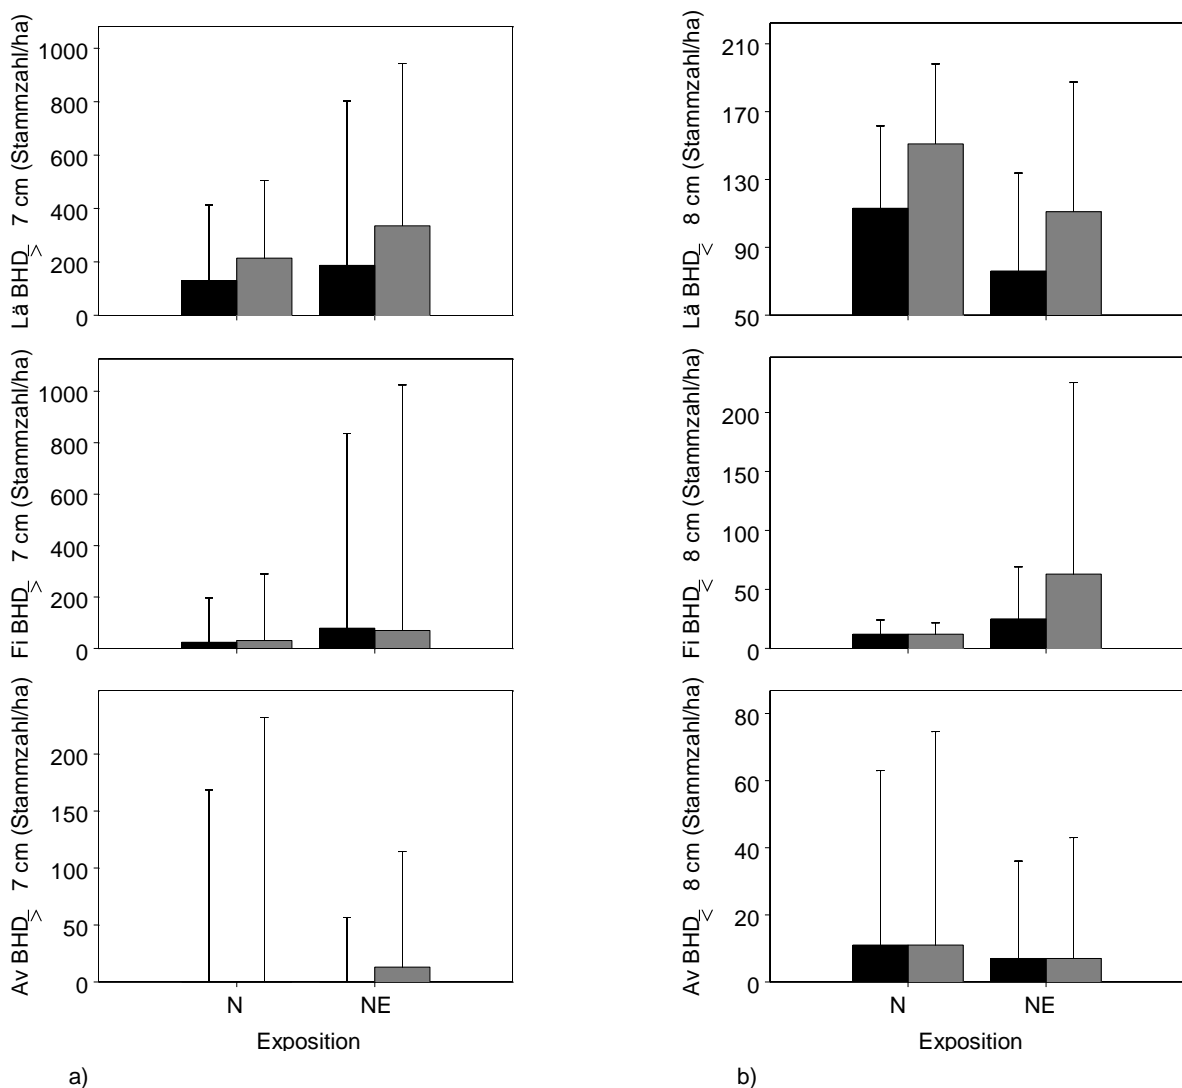 Lä BHD ≥ 7 cm (Stammzahl/ha)
1000
800
600
400
200
0
Fi BHD ≥ 7 cm (Stammzahl/ha)
1000
800
600
400
200
0
Av BHD ≥ 7 cm (Stammzahl/ha)
200
150
100
50
0
N NE
Exposition
a)
Lä BHD ≤ 8 cm (Stammzahl/ha)
210
170
130
90
50
Fi BHD ≤ 8 cm (Stammzahl/ha)
200
150
100
50
0
Av BHD ≤ 8 cm (Stammzahl/ha)
80
60
40
20
0
N NE
Exposition
b)